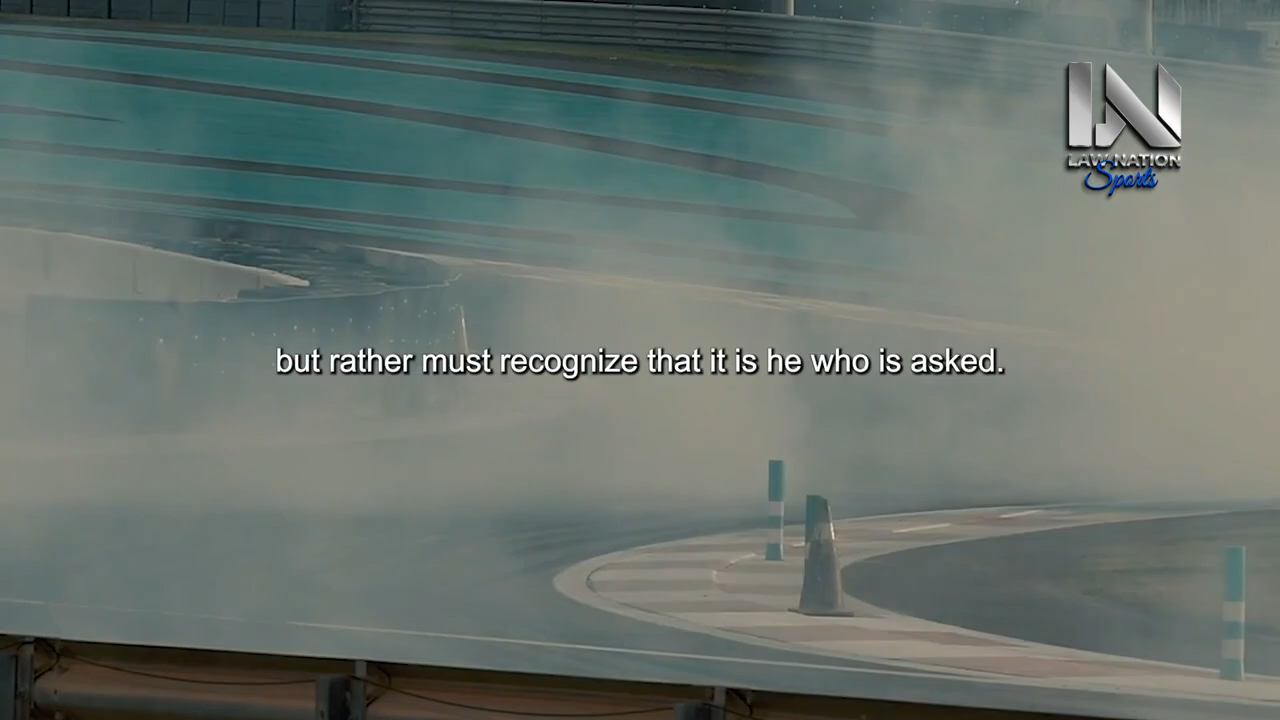 LAW NATION
Sports
but rather must recognize that it is he who is asked.